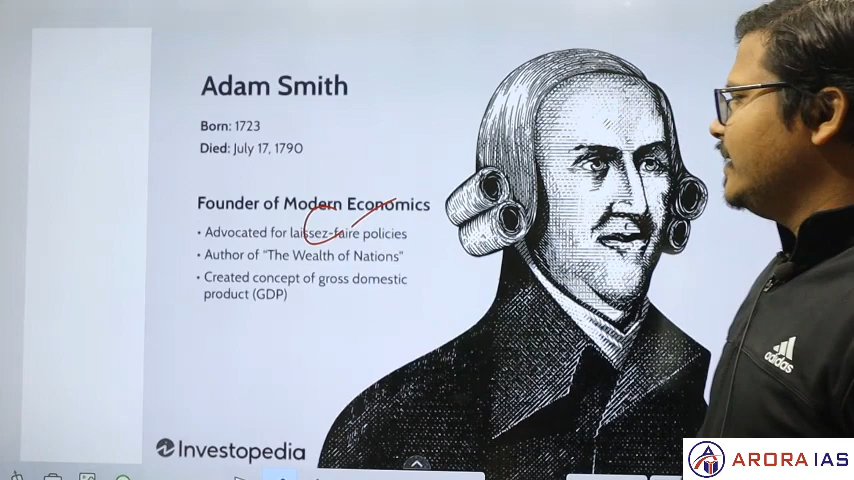 Adam Smith
Born: 1723
Died: July 17, 1790
Founder of Modern Economics
• Advocated for laissez-faire policies
• Author of "The Wealth of Nations"
• Created concept of gross domestic
product (GDP)
Investopedia
adidas
ARORA IAS